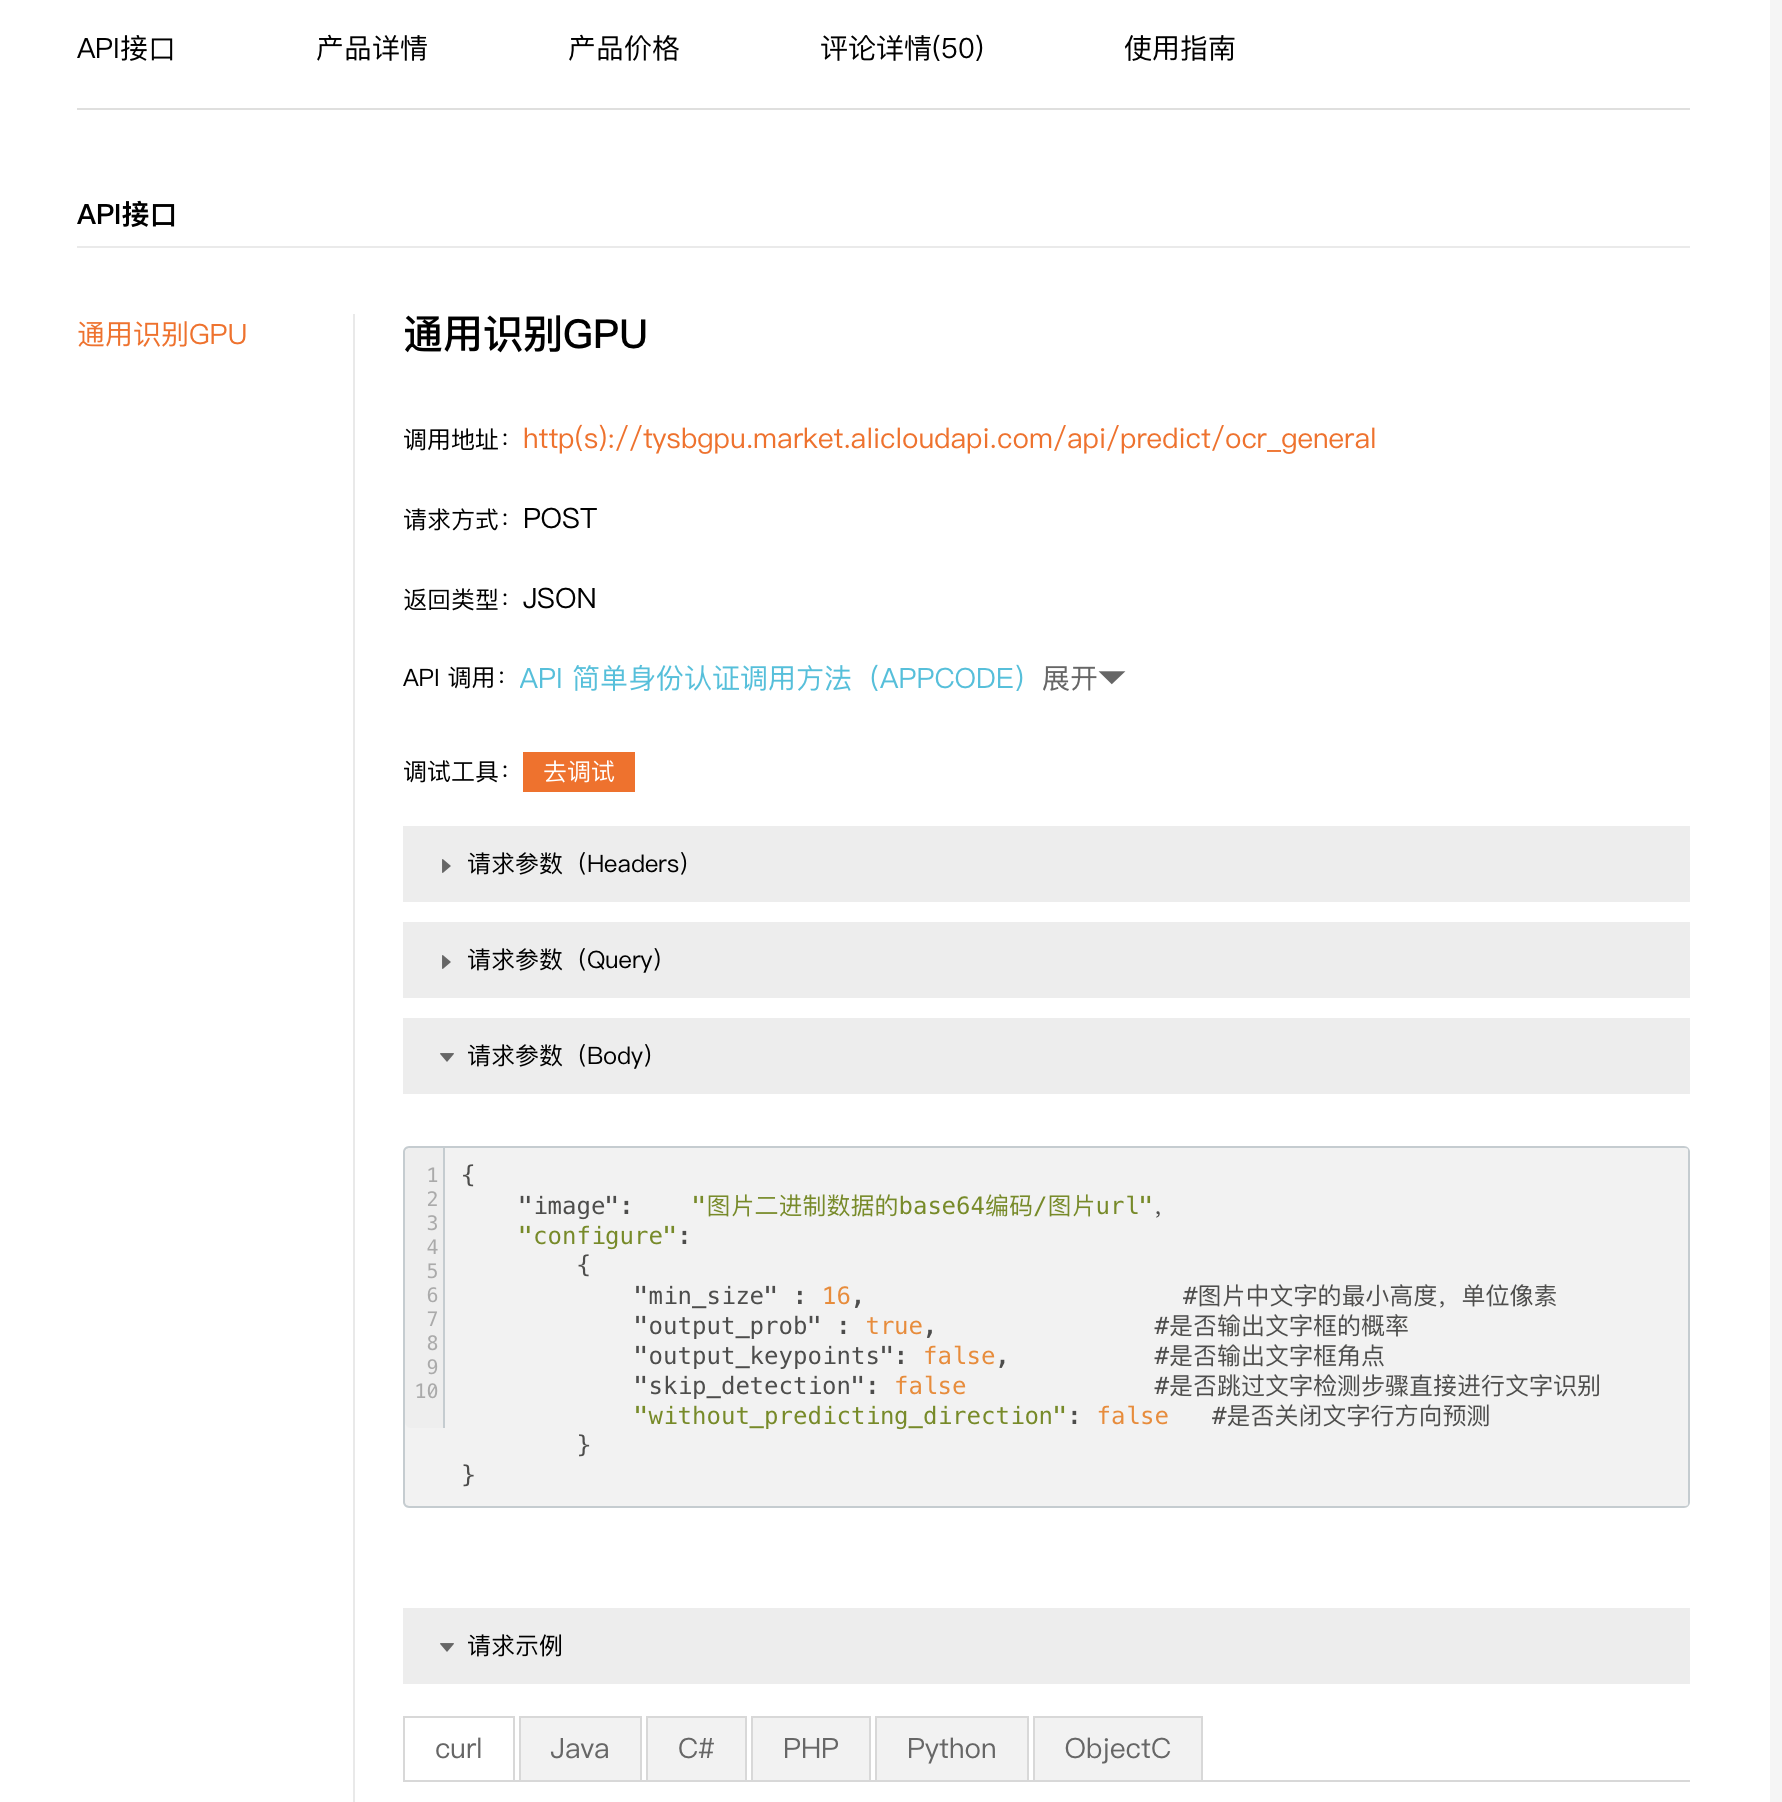 API接口 产品详情 产品价格 评论详情(50) 使用指南
API接口
通用识别GPU
通用识别GPU
调用地址： http(s)://tysbgpu.market.alicloudapi.com/api/predict/ocr_general
请求方式： POST
返回类型： JSON
API 调用： API 简单身份认证调用方法（APPCODE） 展开
调试工具： 去调试
请求参数（Headers）
请求参数（Query）
请求参数（Body）
1 {
2 "image": "图片二进制数据的base64编码/图片url",
3 "configure":
4 {
5 "min_size" : 16, #图片中文字的最小高度，单位像素
6 "output_prob" : true, #是否输出文字框的概率
7 "output_keypoints": false, #是否输出文字框角点
8 "skip_detection": false #是否跳过文字检测步骤直接进行文字识别
9 "without_predicting_direction": false #是否关闭文字行方向预测
10 }
}
请求示例
curl Java C# PHP Python ObjectC